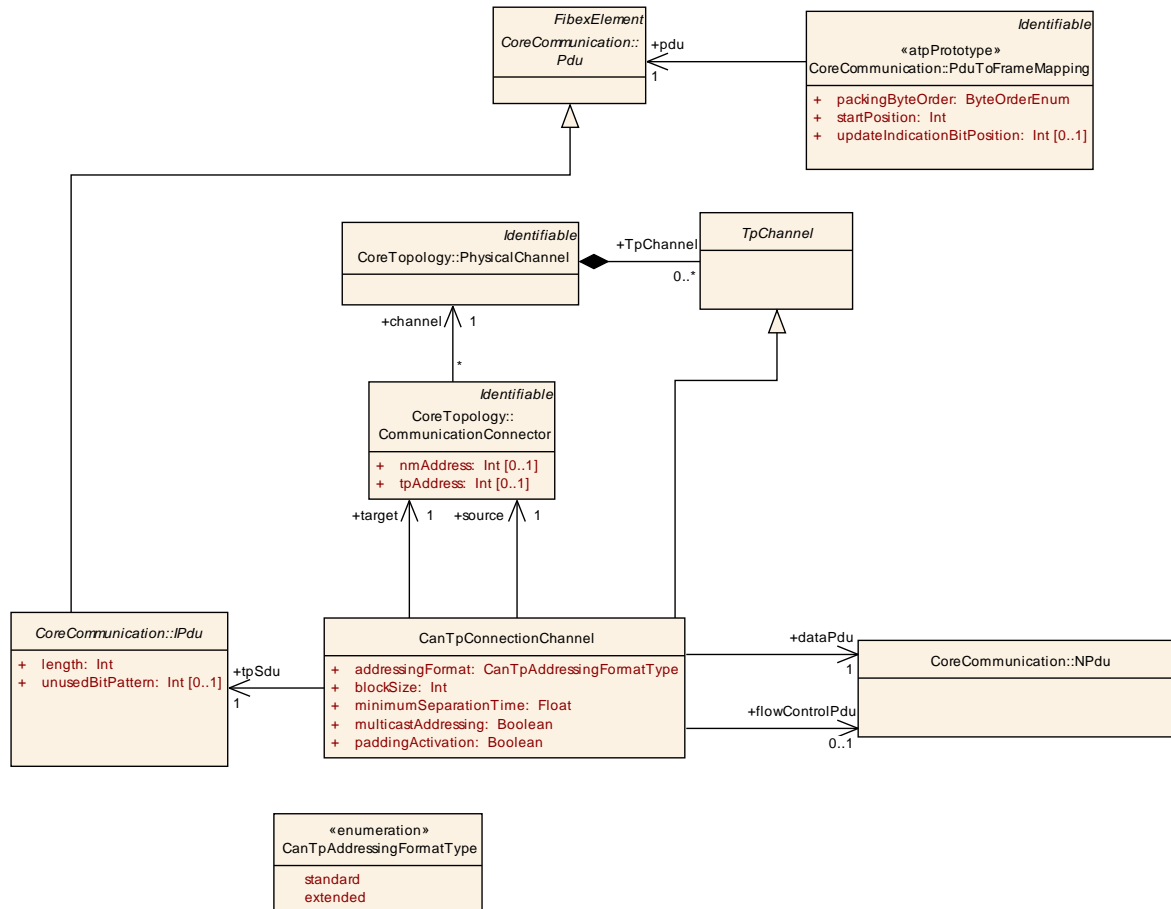 FibexElement
CoreCommunication::
Pdu
+pdu
1
Identifiable
«atpPrototype»
CoreCommunication::PduToFrameMapping
+ packingByteOrder: ByteOrderEnum
+ startPosition: Int
+ updateIndicationBitPosition: Int [0..1]
Identifiable
CoreTopology::PhysicalChannel
+TpChannel
0..*
TpChannel
+channel
1
*
Identifiable
CoreTopology::
CommunicationConnector
+ nmAddress: Int [0..1]
+ tpAddress: Int [0..1]
+target
1
+source
1
CoreCommunication::IPdu
+ length: Int
+ unusedBitPattern: Int [0..1]
+tpSdu
1
CanTpConnectionChannel
+ addressingFormat: CanTpAddressingFormatType
+ blockSize: Int
+ minimumSeparationTime: Float
+ multicastAddressing: Boolean
+ paddingActivation: Boolean
+dataPdu
1
+flowControlPdu
0..1
CoreCommunication::NPdu
«enumeration»
CanTpAddressingFormatType
standard
extended